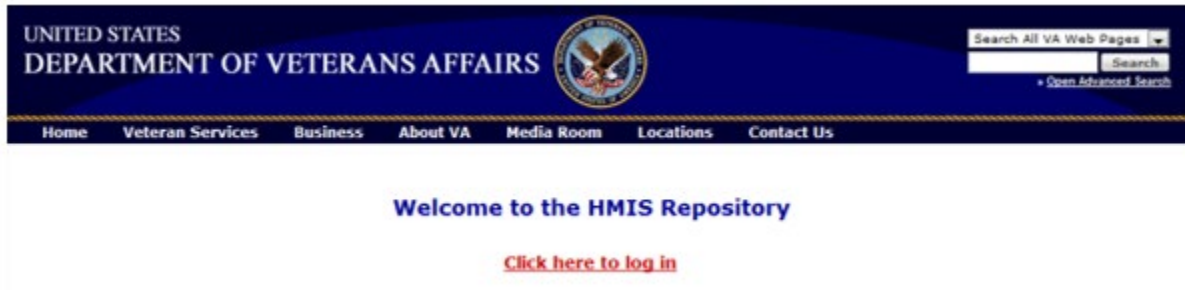 UNITED STATES
DEPARTMENT OF VETERANS AFFAIRS
Search All VA Web Pages
Search
Open Advanced Search
Home Veteran Services Business About VA Media Room Locations Contact Us
Welcome to the HMIS Repository
Click here to log in